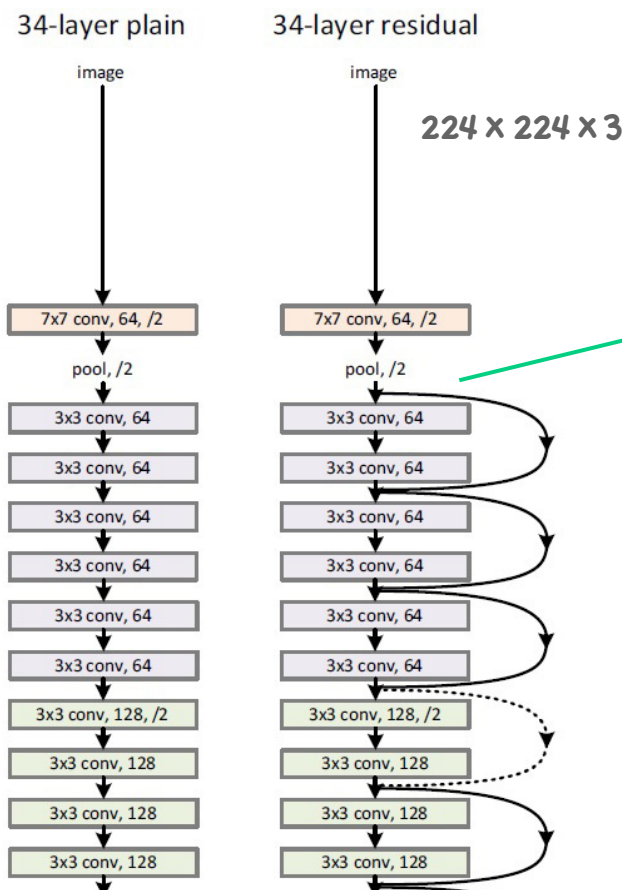 34-layer plain
34-layer residual
image
image
224 x 224 x 3
7x7 conv, 64, /2
7x7 conv, 64, /2
pool, /2
pool, /2
3x3 conv, 64
3x3 conv, 64
3x3 conv, 64
3x3 conv, 64
3x3 conv, 64
3x3 conv, 64
3x3 conv, 64
3x3 conv, 64
3x3 conv, 64
3x3 conv, 64
3x3 conv, 64
3x3 conv, 64
3x3 conv, 128, /2
3x3 conv, 128, /2
3x3 conv, 128
3x3 conv, 128
3x3 conv, 128
3x3 conv, 128
3x3 conv, 128
3x3 conv, 128